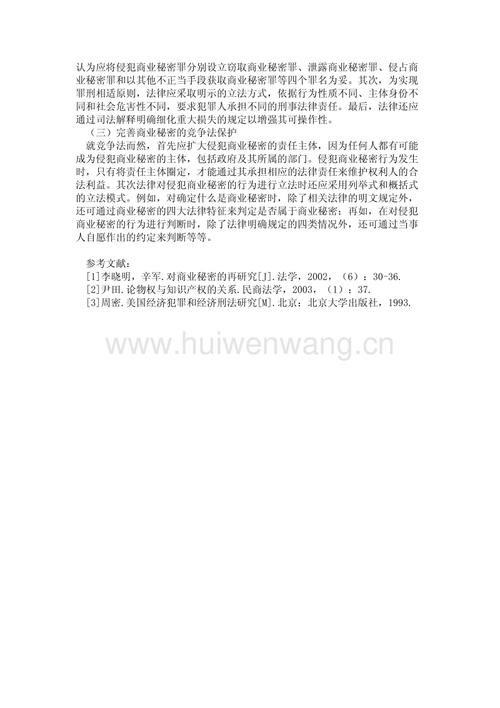 认为应将侵犯商业秘密罪分别设立窃取商业秘密罪、泄露商业秘密罪、侵占商
业秘密罪和以其他不正当手段获取商业秘密罪等四个罪名为妥。其次，为实现
罪刑相适原则，法律应采取明示的立法方式，依据行为性质不同、主体身份不
同和社会危害性不同，要求犯罪人承担不同的刑事法律责任。最后，法律还应
通过司法解释明确细化重大损失的规定以增强其可操作性。
（三）完善商业秘密的竞争法保护
就竞争法而然，首先应扩大侵犯商业秘密的责任主体，因为任何人都有可能
成为侵犯商业秘密的主体，包括政府及其所属的部门。侵犯商业秘密行为发生
时，只有将责任主体圈定，才能通过其承担相应的法律责任来维护权利人的合
法利益。其次法律对侵犯商业秘密的行为进行立法时还应采用列举式和概括式
的立法模式。例如，对确定什么是商业秘密时，除了相关法律的明文规定外，
还可通过商业秘密的四大法律特征来判定是否属于商业秘密；再如，在对侵犯
商业秘密的行为进行判断时，除了法律明确规定的四类情况外，还可通过当事
人自愿作出的约定来判断等等。
参考文献：
[1]李晓明，辛军.对商业秘密的再研究[J].法学，2002，（6）：30-36.
[2]尹田.论物权与知识产权的关系.民商法学，2003，（1）：37.
[3]周密.美国经济犯罪和经济刑法研究[M].北京：北京大学出版社，1993.
www.huiwenwang.cn